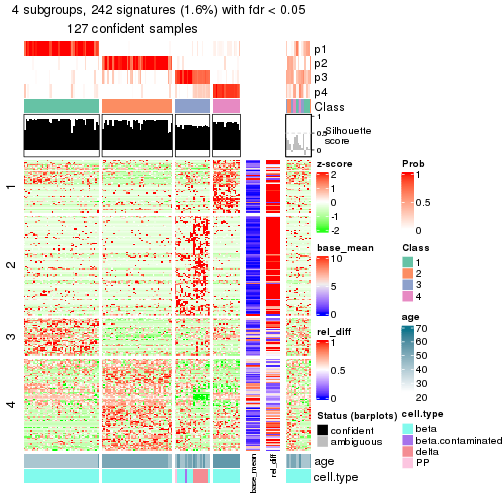 4 subgroups, 242 signatures (1.6%) with fdr < 0.05
127 confident samples
p1
p2
p3
p4
Class
1
0.5
0
Silhouette
score
1
2
3
4
age
cell.type
base_mean
rel_diff
z-score
2
1
0
-1
-2
base_mean
10
5
0
rel_diff
1
0.5
0
Status (barplots)
confident
ambiguous
Prob
1
0.5
0
Class
1
2
3
4
age
70
60
50
40
30
20
cell.type
beta
beta.contaminated
delta
PP